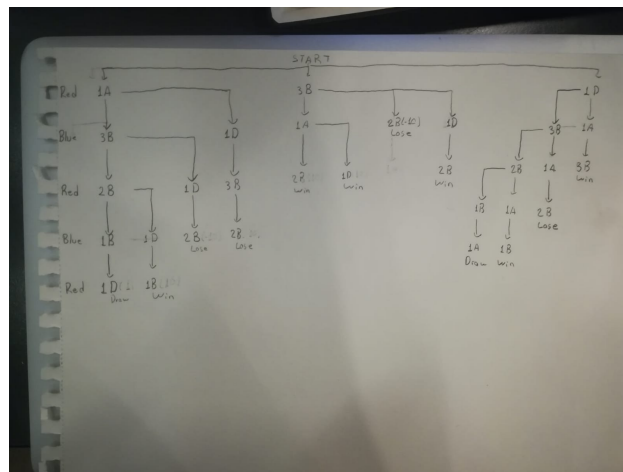 START
Red 1A 3B 1D
Blue 3B 1D 1A 2B(-10) 1D 3B 1A
Lose
Red 2B 1D 3B 2B 1D 2B 2B 1A 3B
Win Win Win Win
1B 1A 2B
Lose
Blue 1B 1D 2B 2B 1A 1B
Lose Lose Draw Win
Red 1D 1B
Draw Win